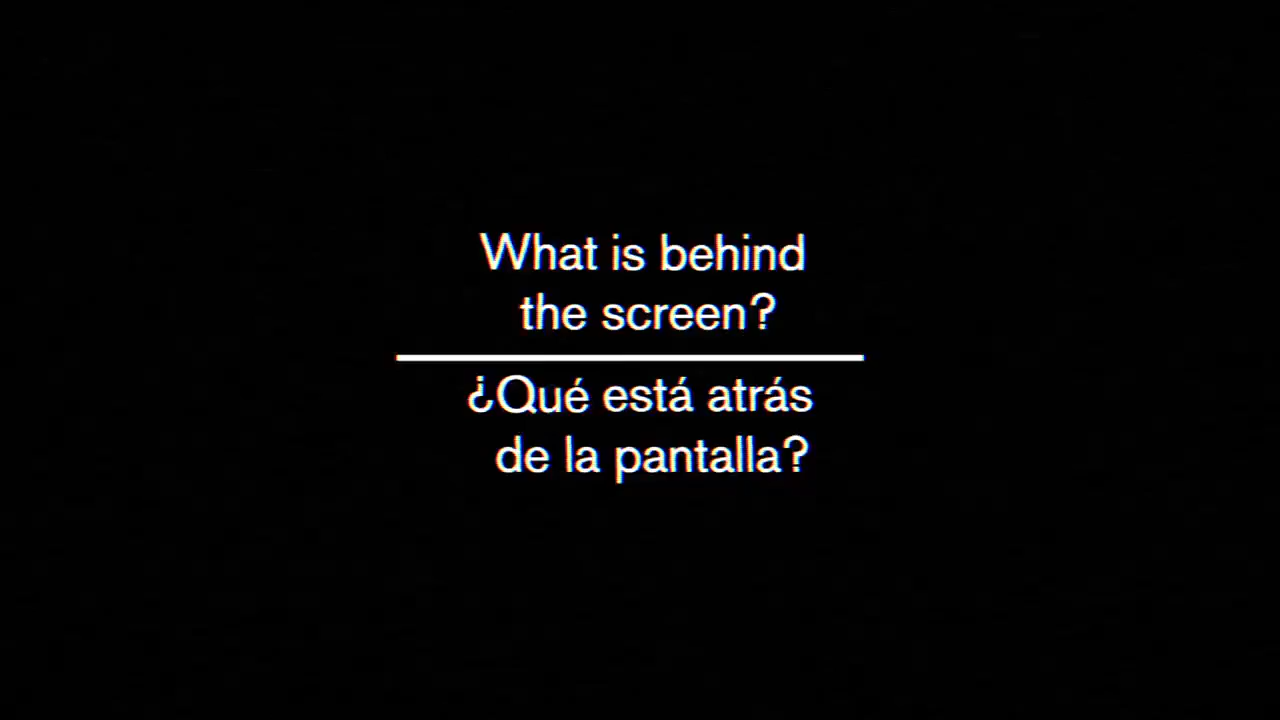 What is behind
the screen?
¿Qué está atrás
de la pantalla?